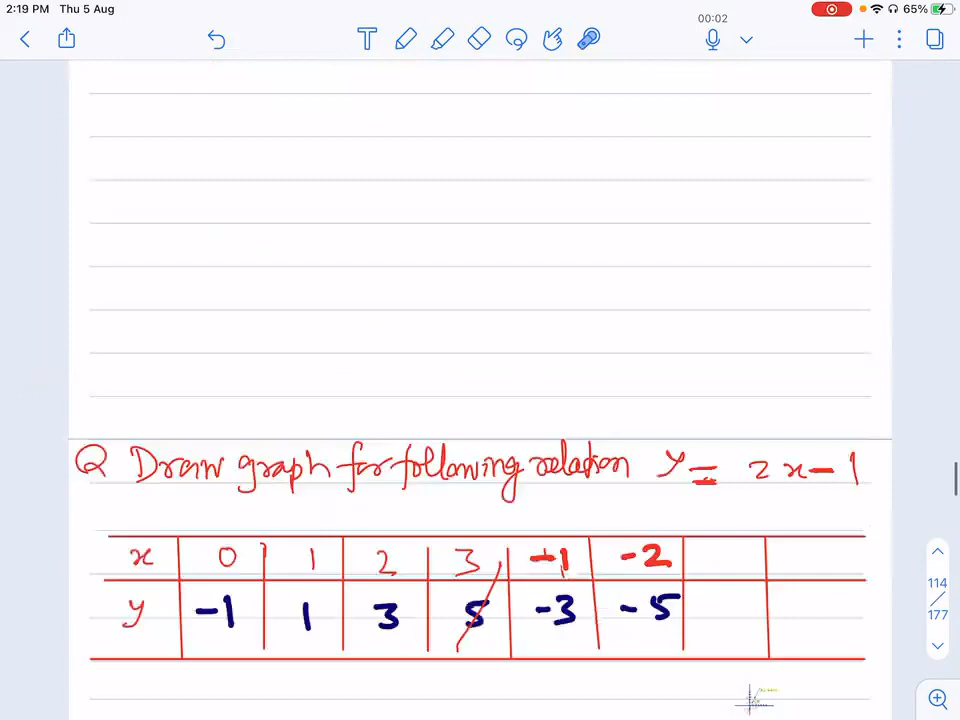 2:19 PM Thu 5 Aug
65%
00:02
T
Q Draw graph for following relation y = 2x-1
x 0 1 2 3 -1 -2
y -1 1 3 5 -3 -5
114
177